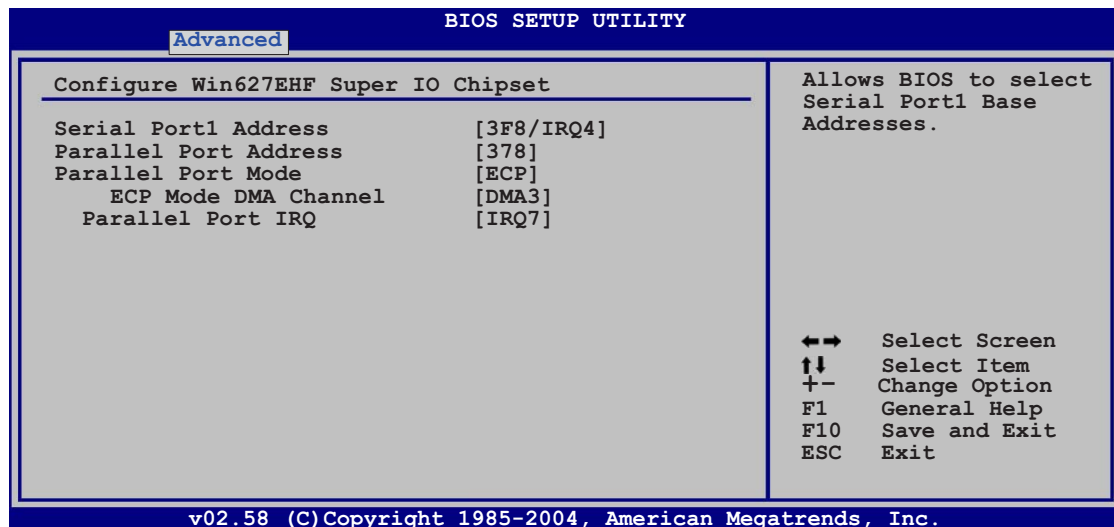 BIOS SETUP UTILITY
Advanced
Configure Win627EHF Super IO Chipset
Serial Port1 Address [3F8/IRQ4]
Parallel Port Address [378]
Parallel Port Mode [ECP]
ECP Mode DMA Channel [DMA3]
Parallel Port IRQ [IRQ7]
Allows BIOS to select
Serial Port1 Base
Addresses.
←→ Select Screen
↑↓ Select Item
+- Change Option
F1 General Help
F10 Save and Exit
ESC Exit
v02.58 (C)Copyright 1985-2004, American Megatrends, Inc.